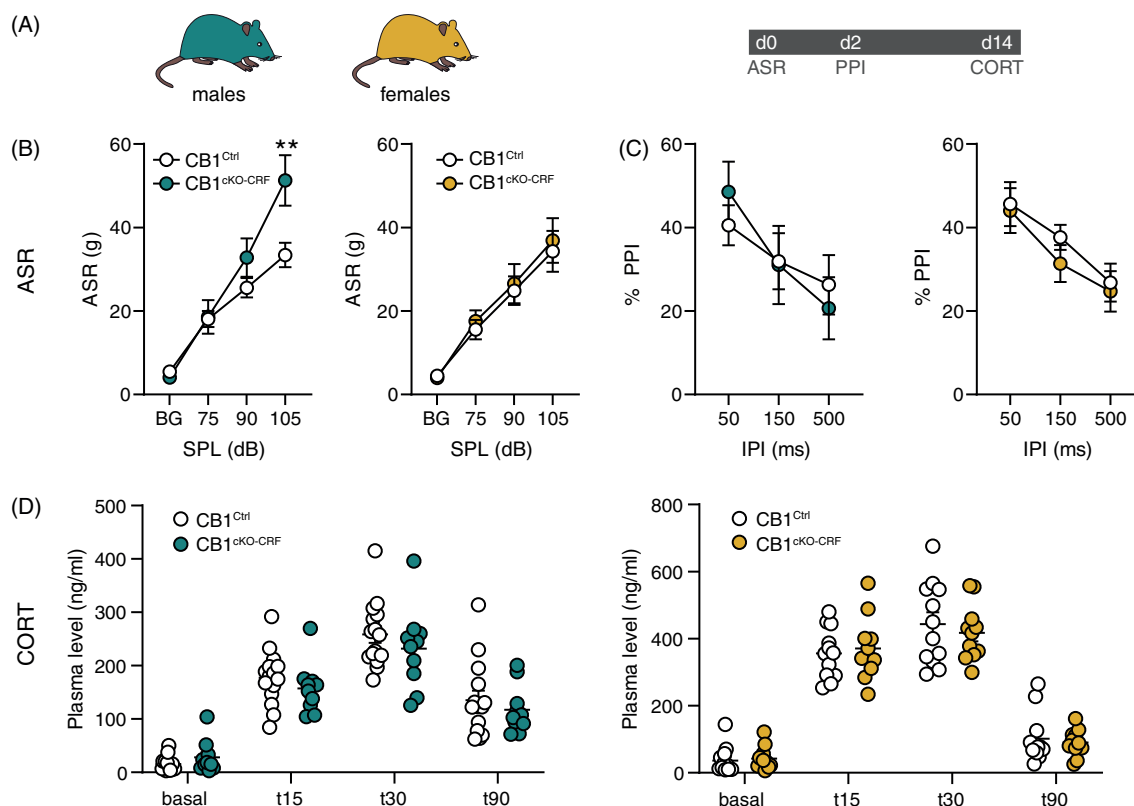 (A)
males
females
d0 d2 d14
ASR PPI CORT
(B)
ASR
60
40
20
0
ASR (g)
CB1Ctrl
CB1cKO-CRF
**
BG 75 90 105
SPL (dB)
60
40
20
0
ASR (g)
CB1Ctrl
CB1cKO-CRF
BG 75 90 105
SPL (dB)
(C)
60
40
20
0
% PPI
50 150 500
IPI (ms)
60
40
20
0
% PPI
50 150 500
IPI (ms)
(D)
CORT
500
400
300
200
100
0
Plasma level (ng/ml)
CB1Ctrl
CB1cKO-CRF
basal t15 t30 t90
800
600
400
200
0
Plasma level (ng/ml)
CB1Ctrl
CB1cKO-CRF
basal t15 t30 t90